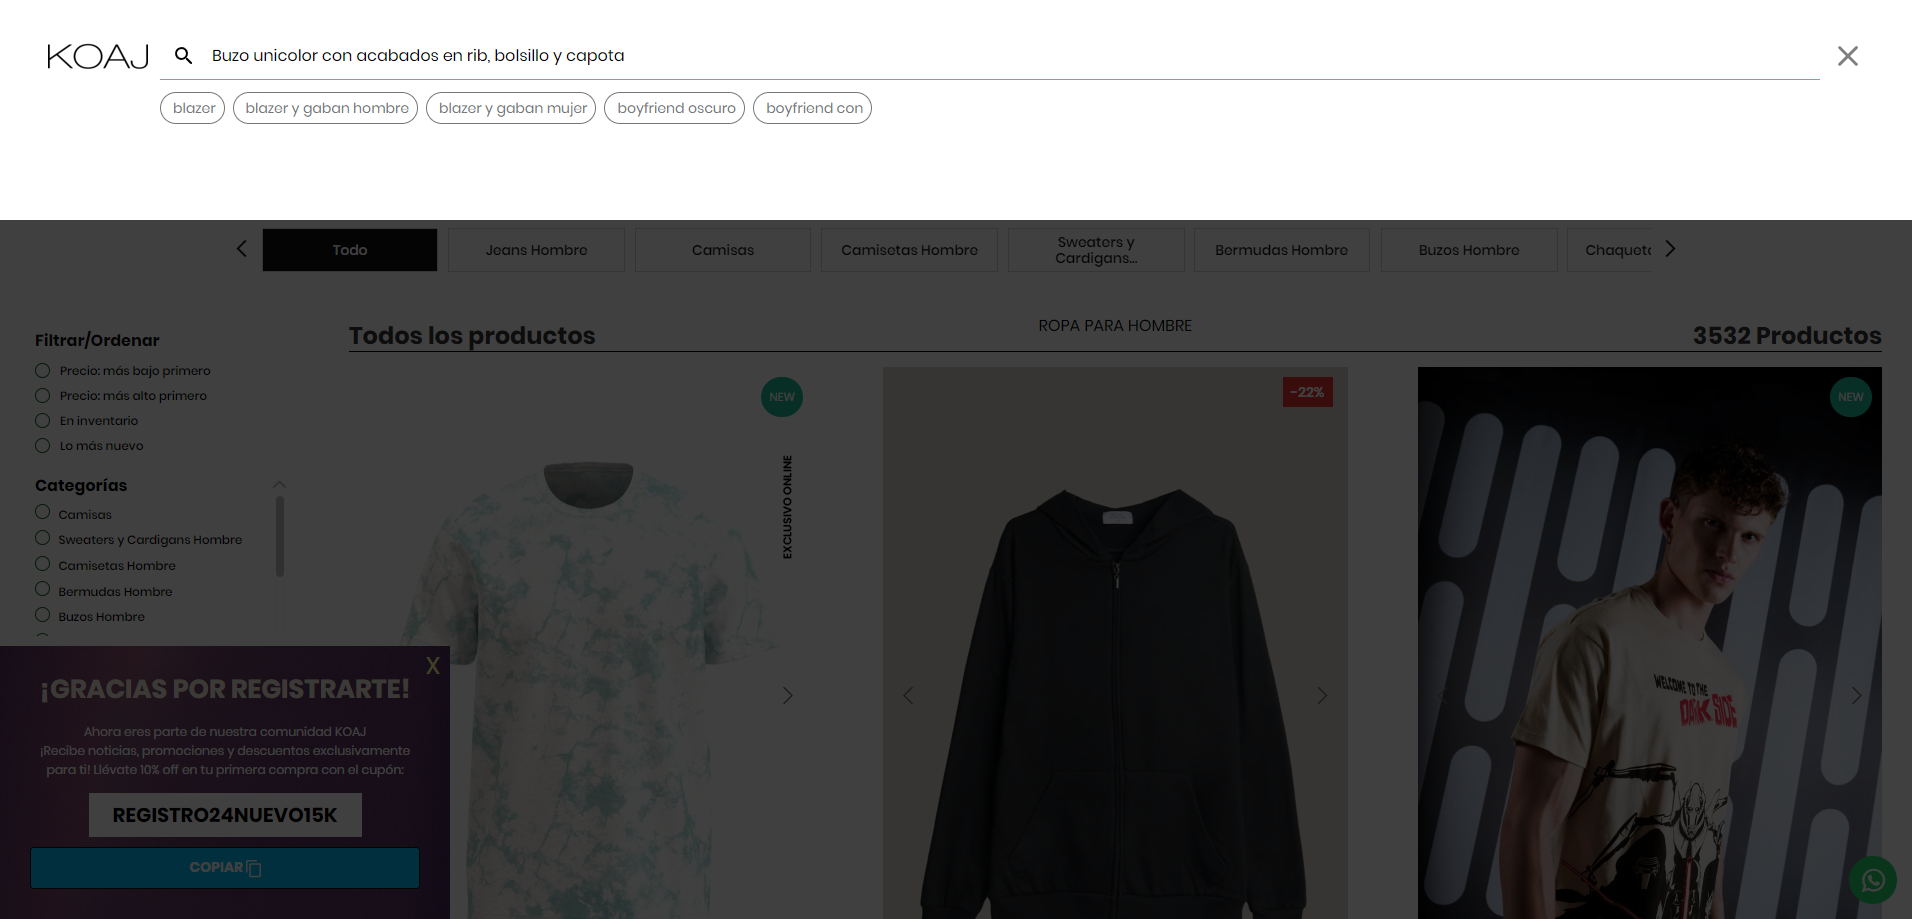 KOAJ
Buzo unicolor con acabados en rib, bolsillo y capota
blazer
blazer y gaban hombre
blazer y gaban mujer
boyfriend oscuro
boyfriend con
Todo
Jeans Hombre
Camisas
Camisetas Hombre
Sweaters y
Cardigans...
Bermudas Hombre
Buzos Hombre
Chaquet
Filtrar/Ordenar
Precio: más bajo primero
Precio: más alto primero
En inventario
Lo más nuevo
Categorías
Camisas
Sweaters y Cardigans Hombre
Camisetas Hombre
Bermudas Hombre
Buzos Hombre
Todos los productos
ROPA PARA HOMBRE
3532 Productos
NEW
EXCLUSIVO ONLINE
-22%
NEW
WELCOME TO THE
DARK SIDE
X
¡GRACIAS POR REGISTRARTE!
Ahora eres parte de nuestra comunidad KOAJ
¡Recibe noticias, promociones y descuentos exclusivamente
para ti! Llévate 10% off en tu primera compra con el cupón:
REGISTRO24NUEVO15K
COPIAR